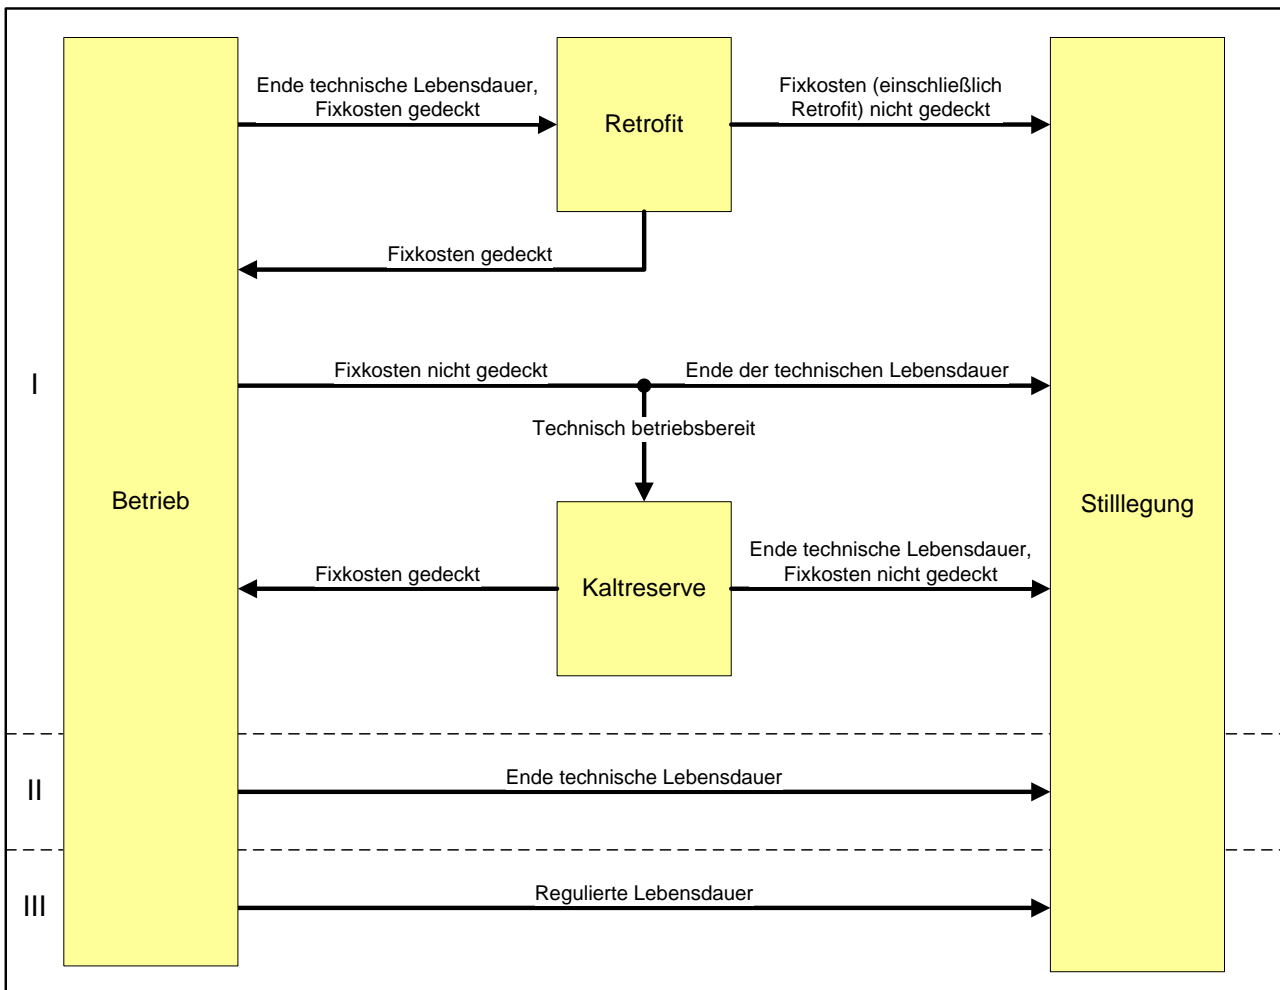 Ende technische Lebensdauer,
Fixkosten gedeckt
Retrofit
Fixkosten (einschließlich
Retrofit) nicht gedeckt
Fixkosten gedeckt
I
Fixkosten nicht gedeckt
Ende der technischen Lebensdauer
Technisch betriebsbereit
Betrieb
Stilllegung
Fixkosten gedeckt
Kaltreserve
Ende technische Lebensdauer,
Fixkosten nicht gedeckt
II
Ende technische Lebensdauer
III
Regulierte Lebensdauer